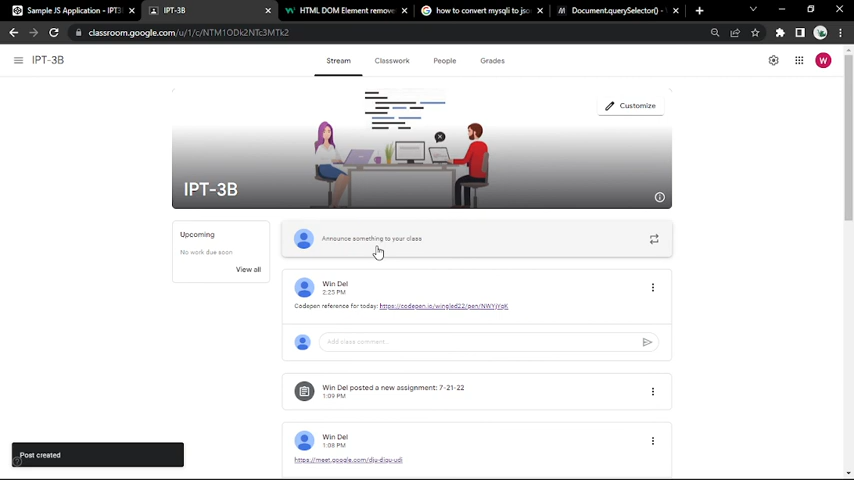 Sample JS Application - IPT3
IPT-3B
HTML DOM Element remove
how to convert mysql to jso
Document.querySelector() -
classroom.google.com/u/1/c/NTM1ODk2NTc3MTk2
IPT-3B
Stream
Classwork
People
Grades
W
Customize
IPT-3B
Upcoming
No work due soon
View all
Announce something to your class
Win Del
2:25 PM
Codepen reference for today: https://codepen.io/wingled22/pen/NWYjYqK
Add class comment...
Win Del posted a new assignment: 7-21-22
1:09 PM
Win Del
1:08 PM
https://meet.google.com/dju-diqu-udi
Post created